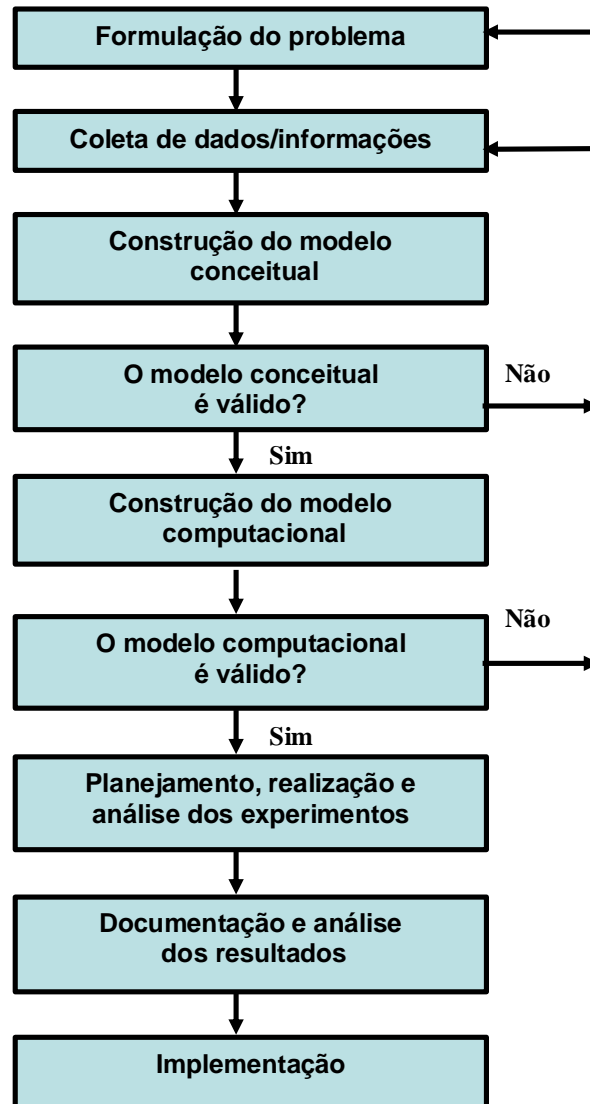 Formulação do problema
Coleta de dados/informações
Construção do modelo
conceitual
O modelo conceitual
é válido?
Não
Sim
Construção do modelo
computacional
O modelo computacional
é válido?
Não
Sim
Planejamento, realização e
análise dos experimentos
Documentação e análise
dos resultados
Implementação